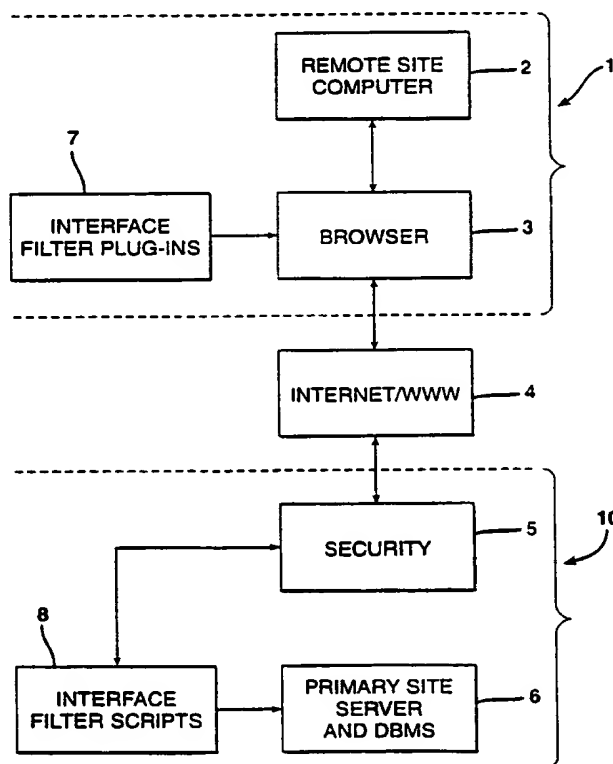 REMOTE SITE
COMPUTER
2
1
7
INTERFACE
FILTER PLUG-INS
BROWSER
3
INTERNET/WWW
4
SECURITY
5
10
8
INTERFACE
FILTER SCRIPTS
PRIMARY SITE
SERVER
AND DBMS
6